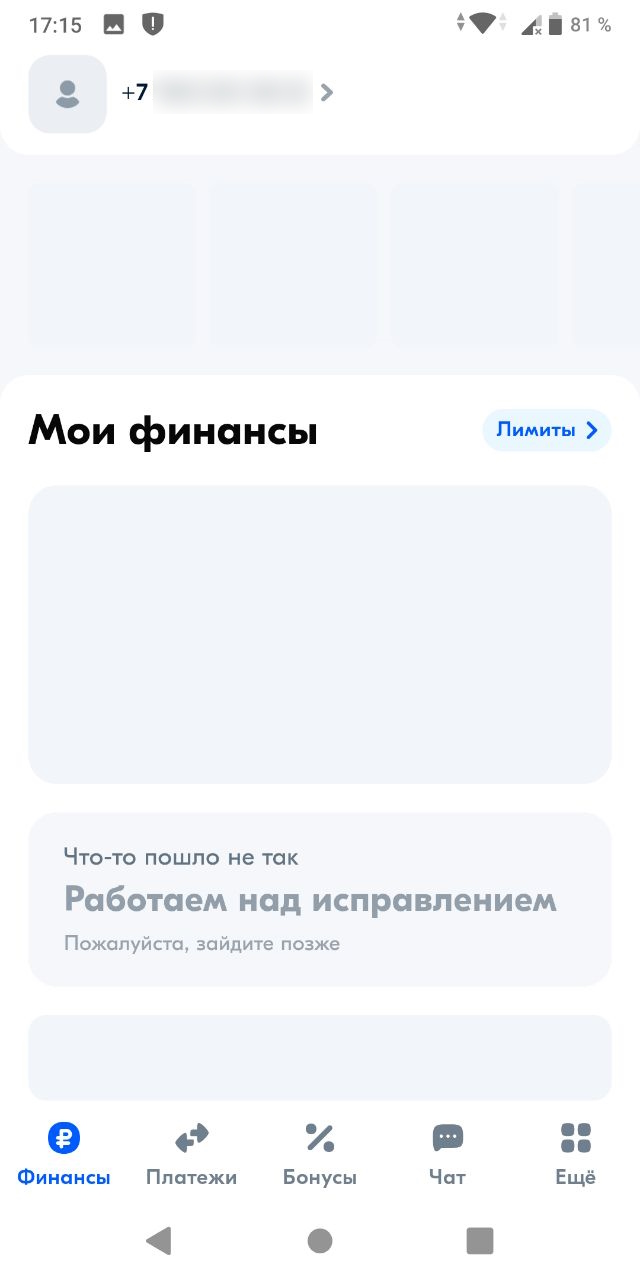 17:15
81 %
+7
Мои финансы
Лимиты
Что-то пошло не так
Работаем над исправлением
Пожалуйста, зайдите позже
Финансы
Платежи
Бонусы
Чат
Ещё